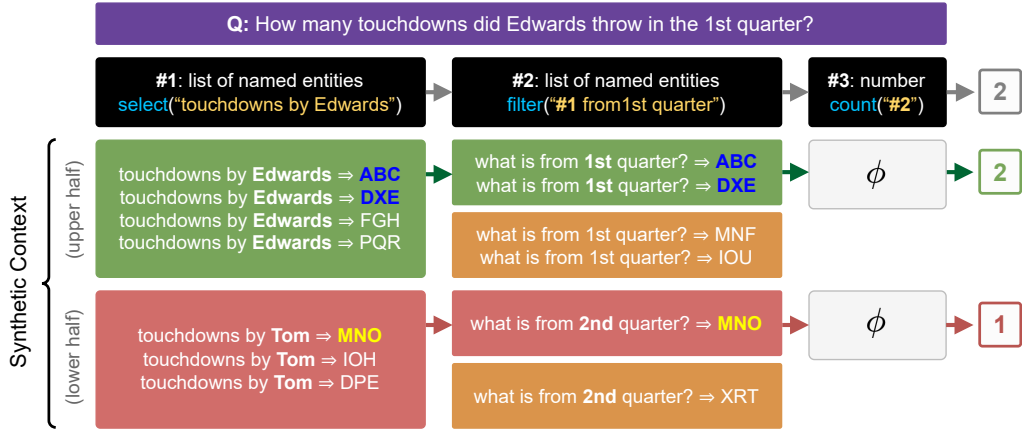 Q: How many touchdowns did Edwards throw in the 1st quarter?
#1: list of named entities
select(“touchdowns by Edwards”)
#2: list of named entities
filter(“#1 from1st quarter”)
#3: number
count(“#2”)
2
Synthetic Context
(upper half)
touchdowns by Edwards ⇒ ABC
touchdowns by Edwards ⇒ DXE
touchdowns by Edwards ⇒ FGH
touchdowns by Edwards ⇒ PQR
what is from 1st quarter? ⇒ ABC
what is from 1st quarter? ⇒ DXE
what is from 1st quarter? ⇒ MNF
what is from 1st quarter? ⇒ IOU
ϕ
2
(lower half)
touchdowns by Tom ⇒ MNO
touchdowns by Tom ⇒ IOH
touchdowns by Tom ⇒ DPE
what is from 2nd quarter? ⇒ MNO
what is from 2nd quarter? ⇒ XRT
ϕ
1